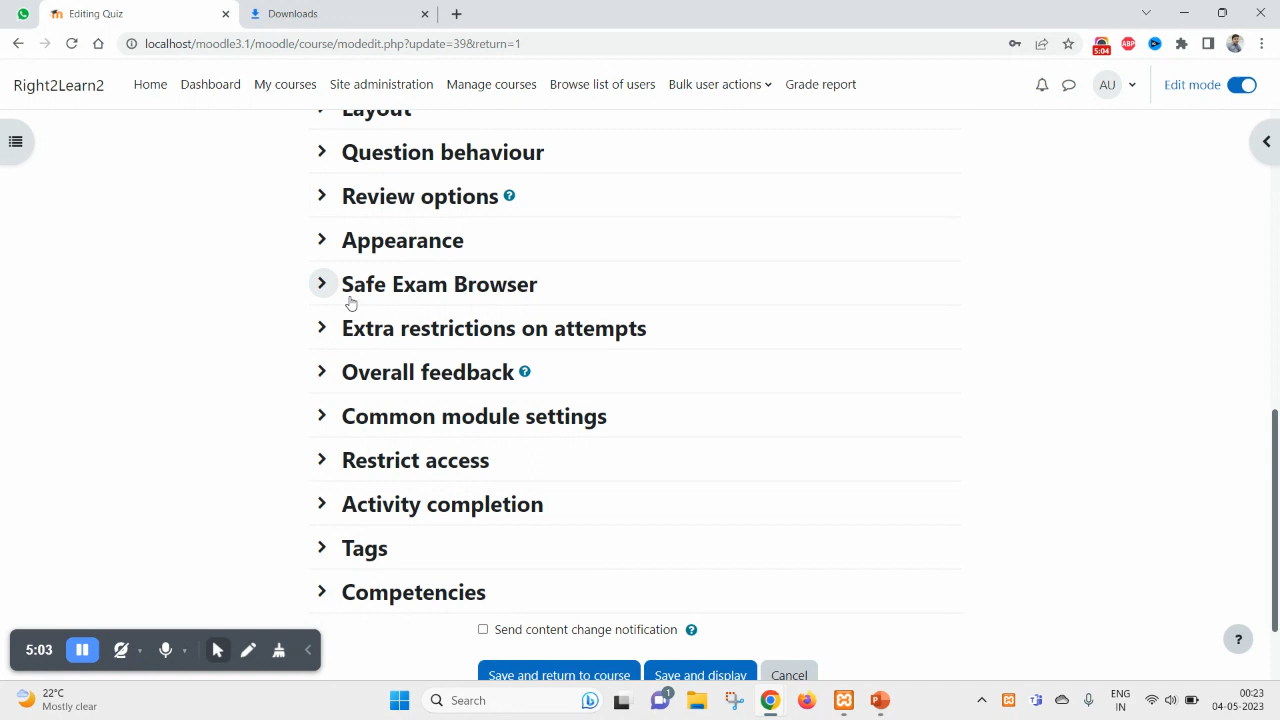 Editing Quiz
Downloads
localhost/moodle3.1/moodle/course/modedit.php?update=39&return=1
5:04
ABP
Right2Learn2
Home
Dashboard
My courses
Site administration
Manage courses
Browse list of users
Bulk user actions
Grade report
AU
Edit mode
Layout
Question behaviour
Review options
?
Appearance
Safe Exam Browser
Extra restrictions on attempts
Overall feedback
?
Common module settings
Restrict access
Activity completion
Tags
Competencies
Send content change notification
?
Save and return to course
Save and display
Cancel
?
5:03
22°C
Mostly clear
Search
1
ENG
IN
00:23
04-05-2023